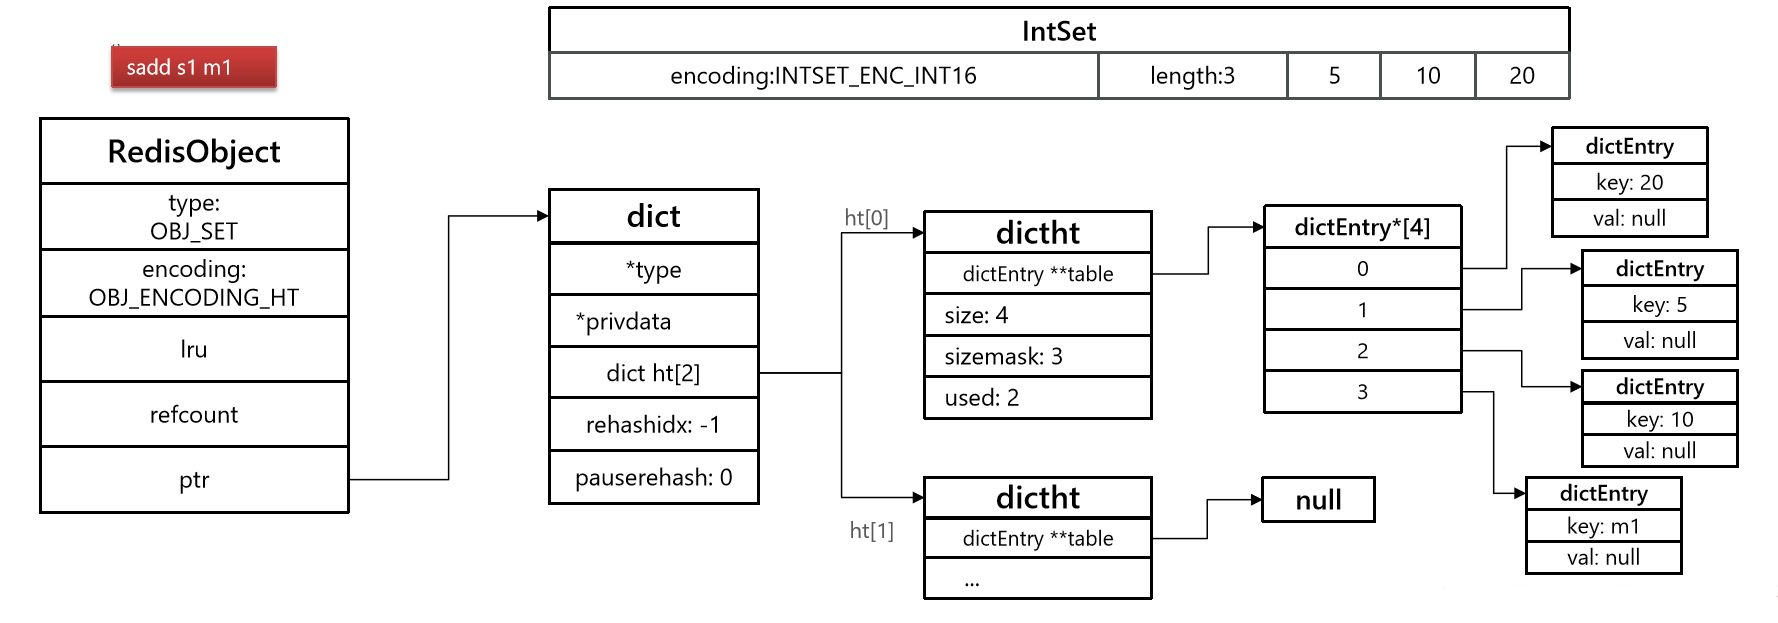 IntSet
encoding:INTSET_ENC_INT16 length:3 5 10 20
sadd s1 m1
RedisObject
type:
OBJ_SET
encoding:
OBJ_ENCODING_HT
lru
refcount
ptr
dict
*type
*privdata
dict ht[2]
rehashidx: -1
pauserehash: 0
ht[0]
dictht
dictEntry **table
size: 4
sizemask: 3
used: 2
ht[1]
dictht
dictEntry **table
...
dictEntry*[4]
0
1
2
3
null
dictEntry
key: 20
val: null
dictEntry
key: 5
val: null
dictEntry
key: 10
val: null
dictEntry
key: m1
val: null